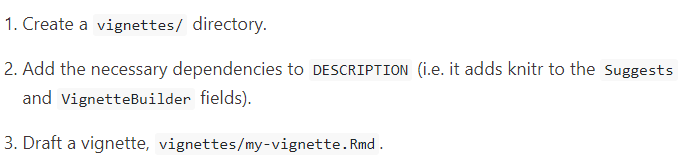 1. Create a vignettes/ directory.
2. Add the necessary dependencies to DESCRIPTION (i.e. it adds knitr to the Suggests
and VignetteBuilder fields).
3. Draft a vignette, vignettes/my-vignette.Rmd.